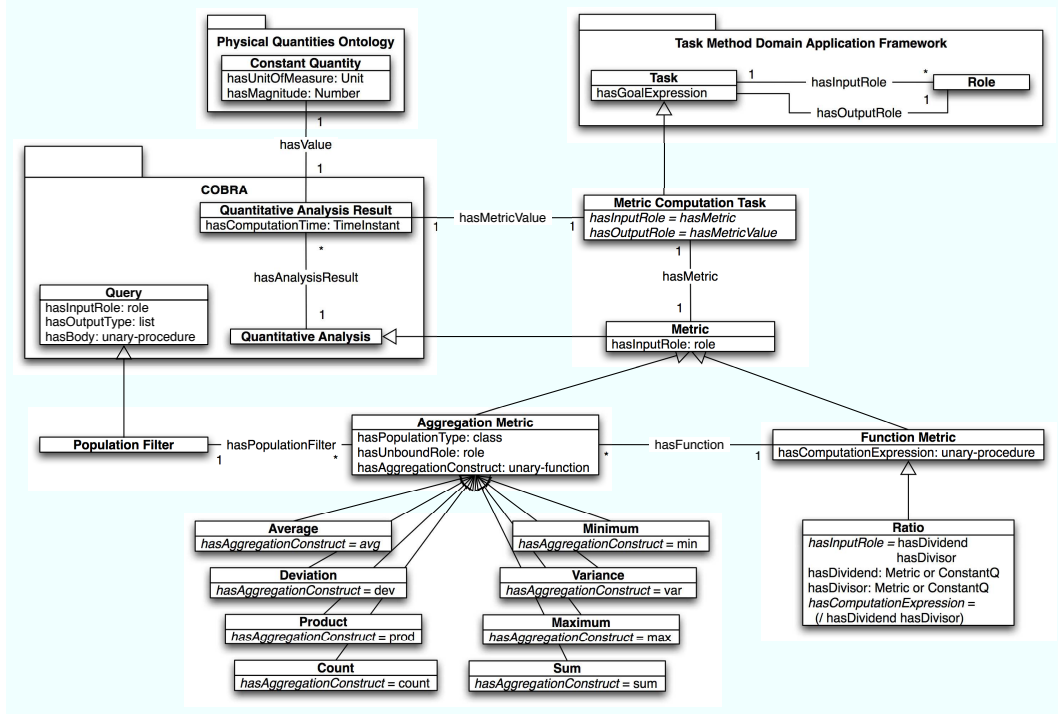 Physical Quantities Ontology
Constant Quantity
hasUnitOfMeasure: Unit
hasMagnitude: Number
1
hasValue
1
Task Method Domain Application Framework
Task
hasGoalExpression
1
hasInputRole
*
Role
hasOutputRole
1
COBRA
Quantitative Analysis Result
hasComputationTime: TimeInstant
1
hasMetricValue
1
Metric Computation Task
hasInputRole = hasMetric
hasOutputRole = hasMetricValue
*
hasAnalysisResult
1
1
hasMetric
1
Query
hasInputRole: role
hasOutputType: list
hasBody: unary-procedure
Quantitative Analysis
Metric
hasInputRole: role
Population Filter
1
hasPopulationFilter
*
Aggregation Metric
hasPopulationType: class
hasUnboundRole: role
hasAggregationConstruct: unary-function
*
hasFunction
1
Function Metric
hasComputationExpression: unary-procedure
Average
hasAggregationConstruct = avg
Minimum
hasAggregationConstruct = min
Deviation
hasAggregationConstruct = dev
Variance
hasAggregationConstruct = var
Product
hasAggregationConstruct = prod
Maximum
hasAggregationConstruct = max
Count
hasAggregationConstruct = count
Sum
hasAggregationConstruct = sum
Ratio
hasInputRole = hasDividend
hasDivisor
hasDividend: Metric or ConstantQ
hasDivisor: Metric or ConstantQ
hasComputationExpression =
(/ hasDividend hasDivisor)